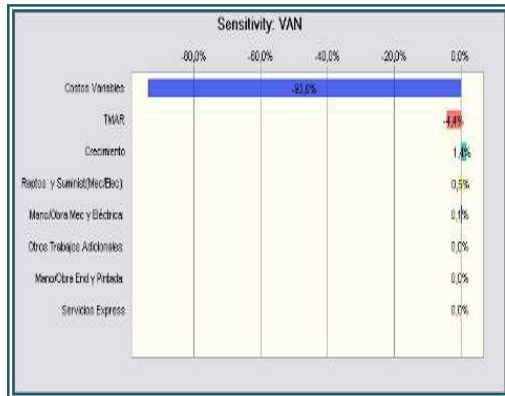 Sensitivity: VAN
-80,0% -60,0% -40,0% -20,0% 0,0%
Costos Variables
TMAR -4,4%
Crecimiento 1,4%
Reptos y Suminist(Mec/Elec): 0,5%
Mano/Obra Mec y Eléctrica: 0,1%
Otros Trabajos Adicionales: 0,0%
Mano/Obra End y Pintada: 0,0%
Servicios Express 0,0%